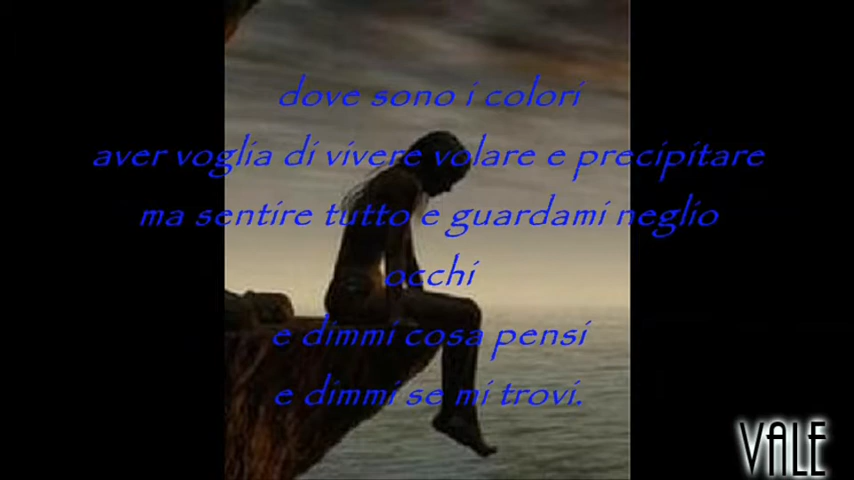 dove sono i colori
aver voglia di vivere volare e precipitare
ma sentire tutto e guardami neglio
occhi
e dimmi cosa pensi
e dimmi se mi trovi.
VALE